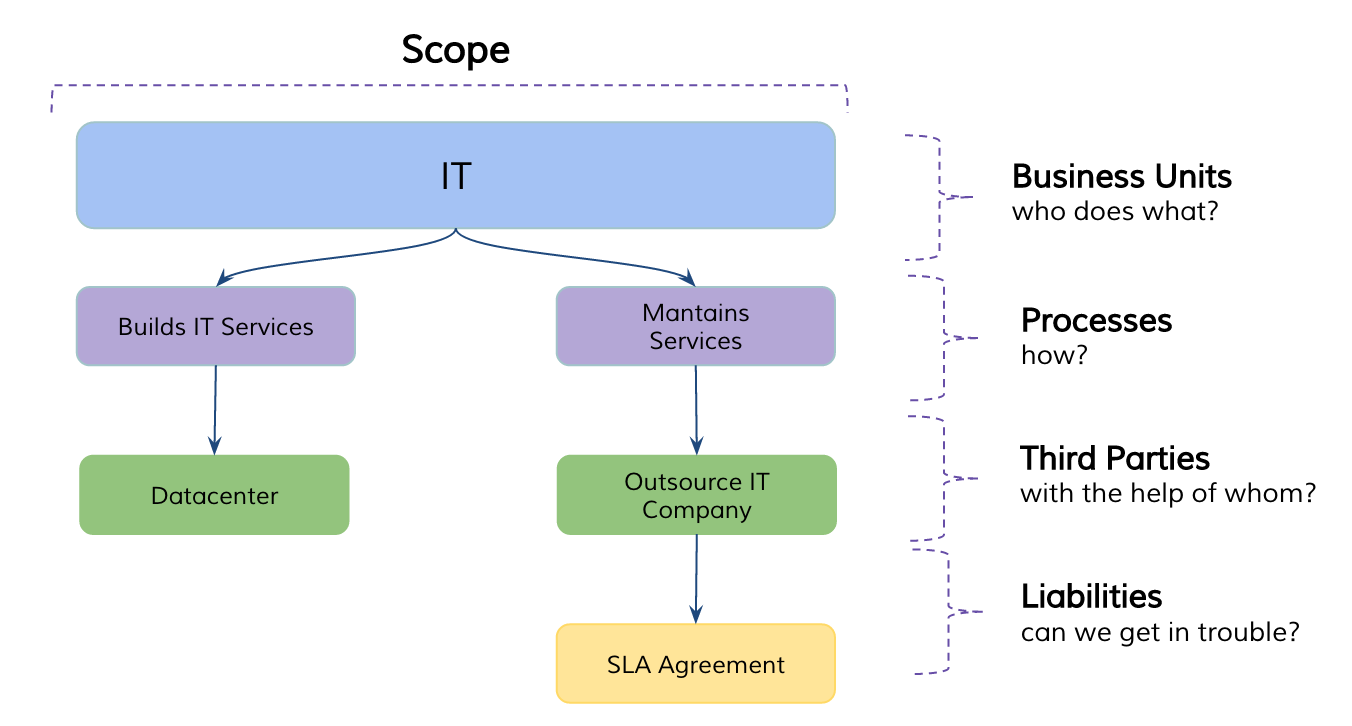 Scope
IT
Business Units
who does what?
Builds IT Services
Mantains
Services
Processes
how?
Datacenter
Outsource IT
Company
Third Parties
with the help of whom?
SLA Agreement
Liabilities
can we get in trouble?